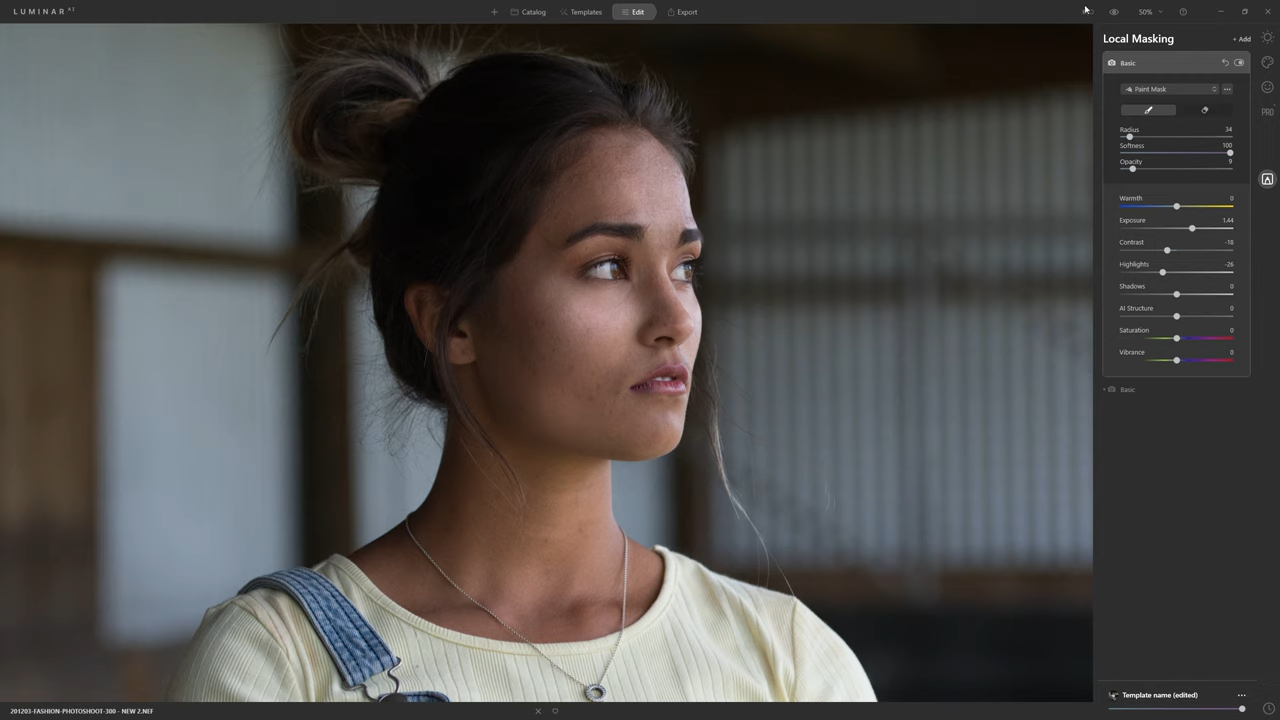 LUMINAR AI
Catalog
Templates
Edit
Export
50%
Local Masking
+ Add
Basic
Paint Mask
Radius 34
Softness 100
Opacity 9
Warmth 0
Exposure 1.44
Contrast -18
Highlights -26
Shadows 0
AI Structure 0
Saturation 0
Vibrance 0
Basic
PRO
Template name (edited)
201203-FASHION-PHOTOSHOOT-300 - NEW 2.NEF